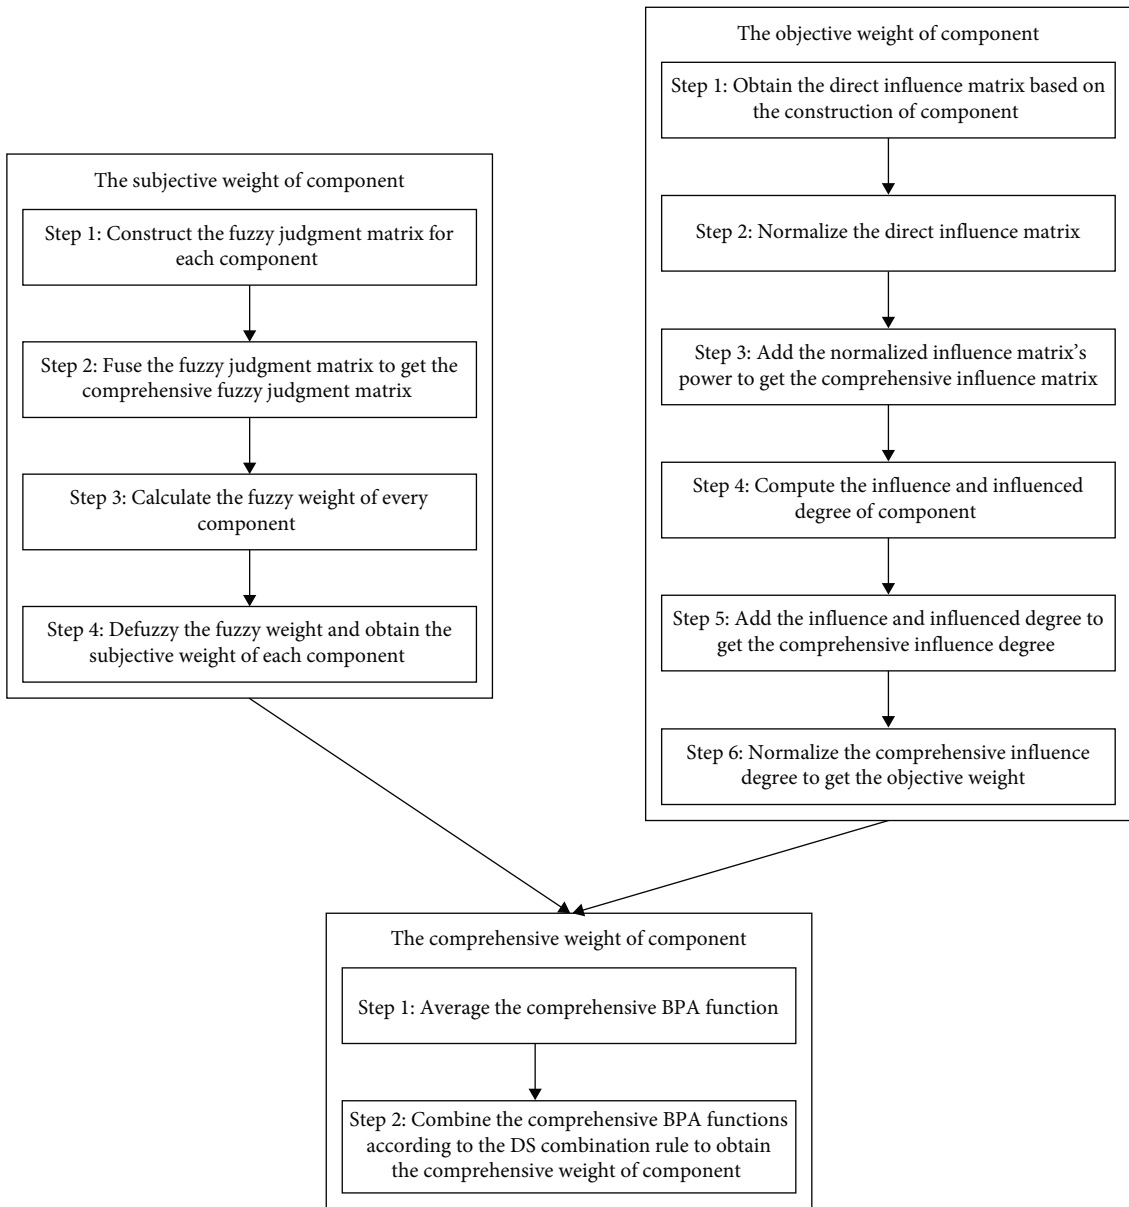 The subjective weight of component
Step 1: Construct the fuzzy judgment matrix for
each component
Step 2: Fuse the fuzzy judgment matrix to get the
comprehensive fuzzy judgment matrix
Step 3: Calculate the fuzzy weight of every
component
Step 4: Defuzzy the fuzzy weight and obtain the
subjective weight of each component
The objective weight of component
Step 1: Obtain the direct influence matrix based on
the construction of component
Step 2: Normalize the direct influence matrix
Step 3: Add the normalized influence matrix's
power to get the comprehensive influence matrix
Step 4: Compute the influence and influenced
degree of component
Step 5: Add the influence and influenced degree to
get the comprehensive influence degree
Step 6: Normalize the comprehensive influence
degree to get the objective weight
The comprehensive weight of component
Step 1: Average the comprehensive BPA function
Step 2: Combine the comprehensive BPA functions
according to the DS combination rule to obtain
the comprehensive weight of component